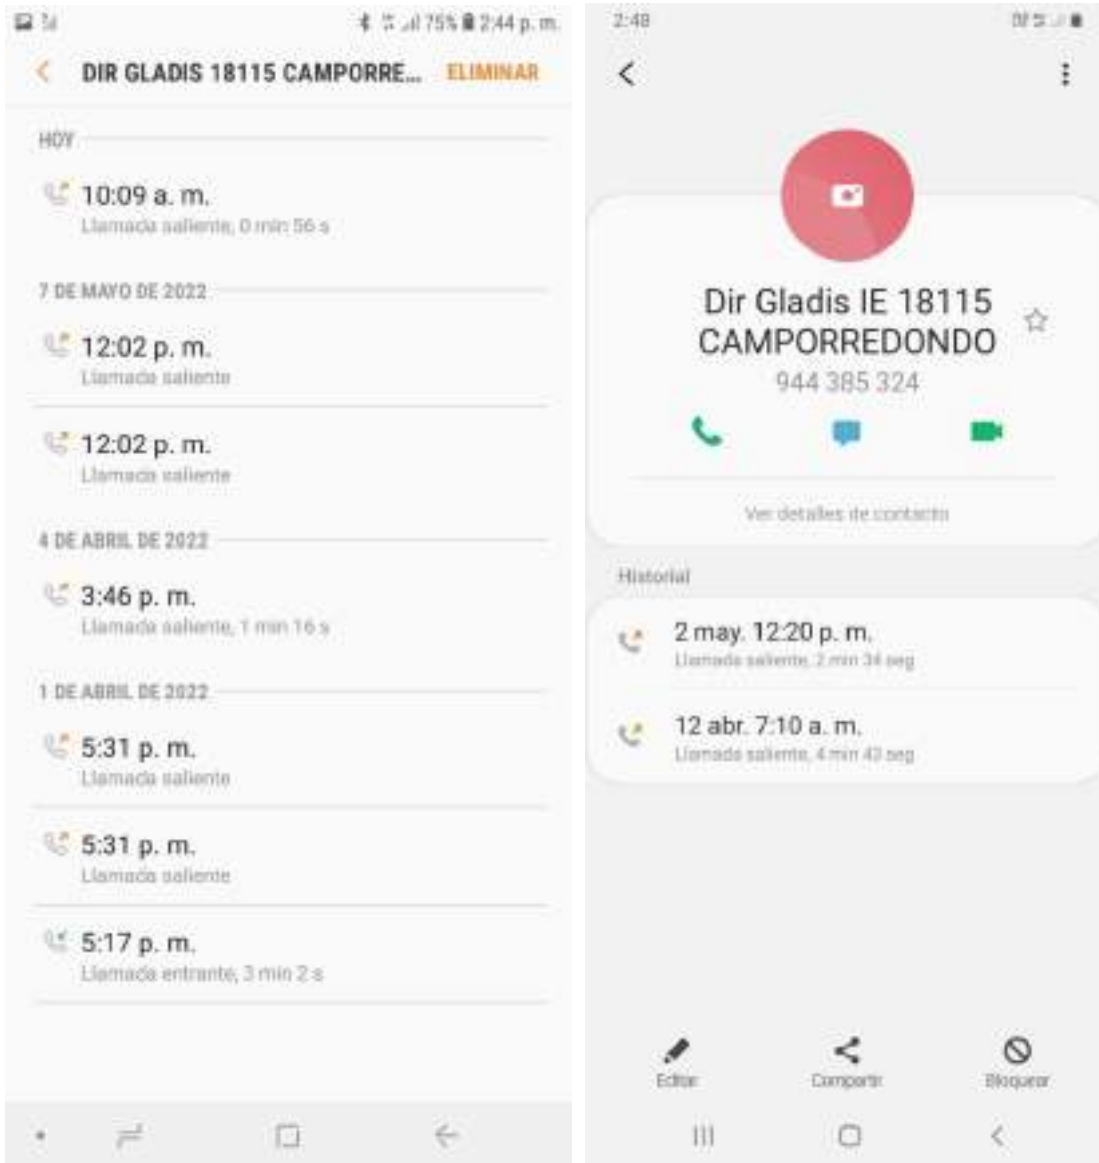 75% 2:44 p. m.
DIR GLADIS 18115 CAMPORRE... ELIMINAR
HOY
10:09 a. m.
Llamada saliente, 0 min 56 s
7 DE MAYO DE 2022
12:02 p. m.
Llamada saliente
12:02 p. m.
Llamada saliente
4 DE ABRIL DE 2022
3:46 p. m.
Llamada saliente, 1 min 16 s
1 DE ABRIL DE 2022
5:31 p. m.
Llamada saliente
5:31 p. m.
Llamada saliente
5:17 p. m.
Llamada entrante, 3 min 2 s
2:48
Dir Gladis IE 18115
CAMPORREDONDO
944 385 324
Ver detalles de contacto
Historial
2 may. 12:20 p. m.
Llamada saliente, 2 min 34 seg
12 abr. 7:10 a. m.
Llamada saliente, 4 min 43 seg
Editar Compartir Bloquear